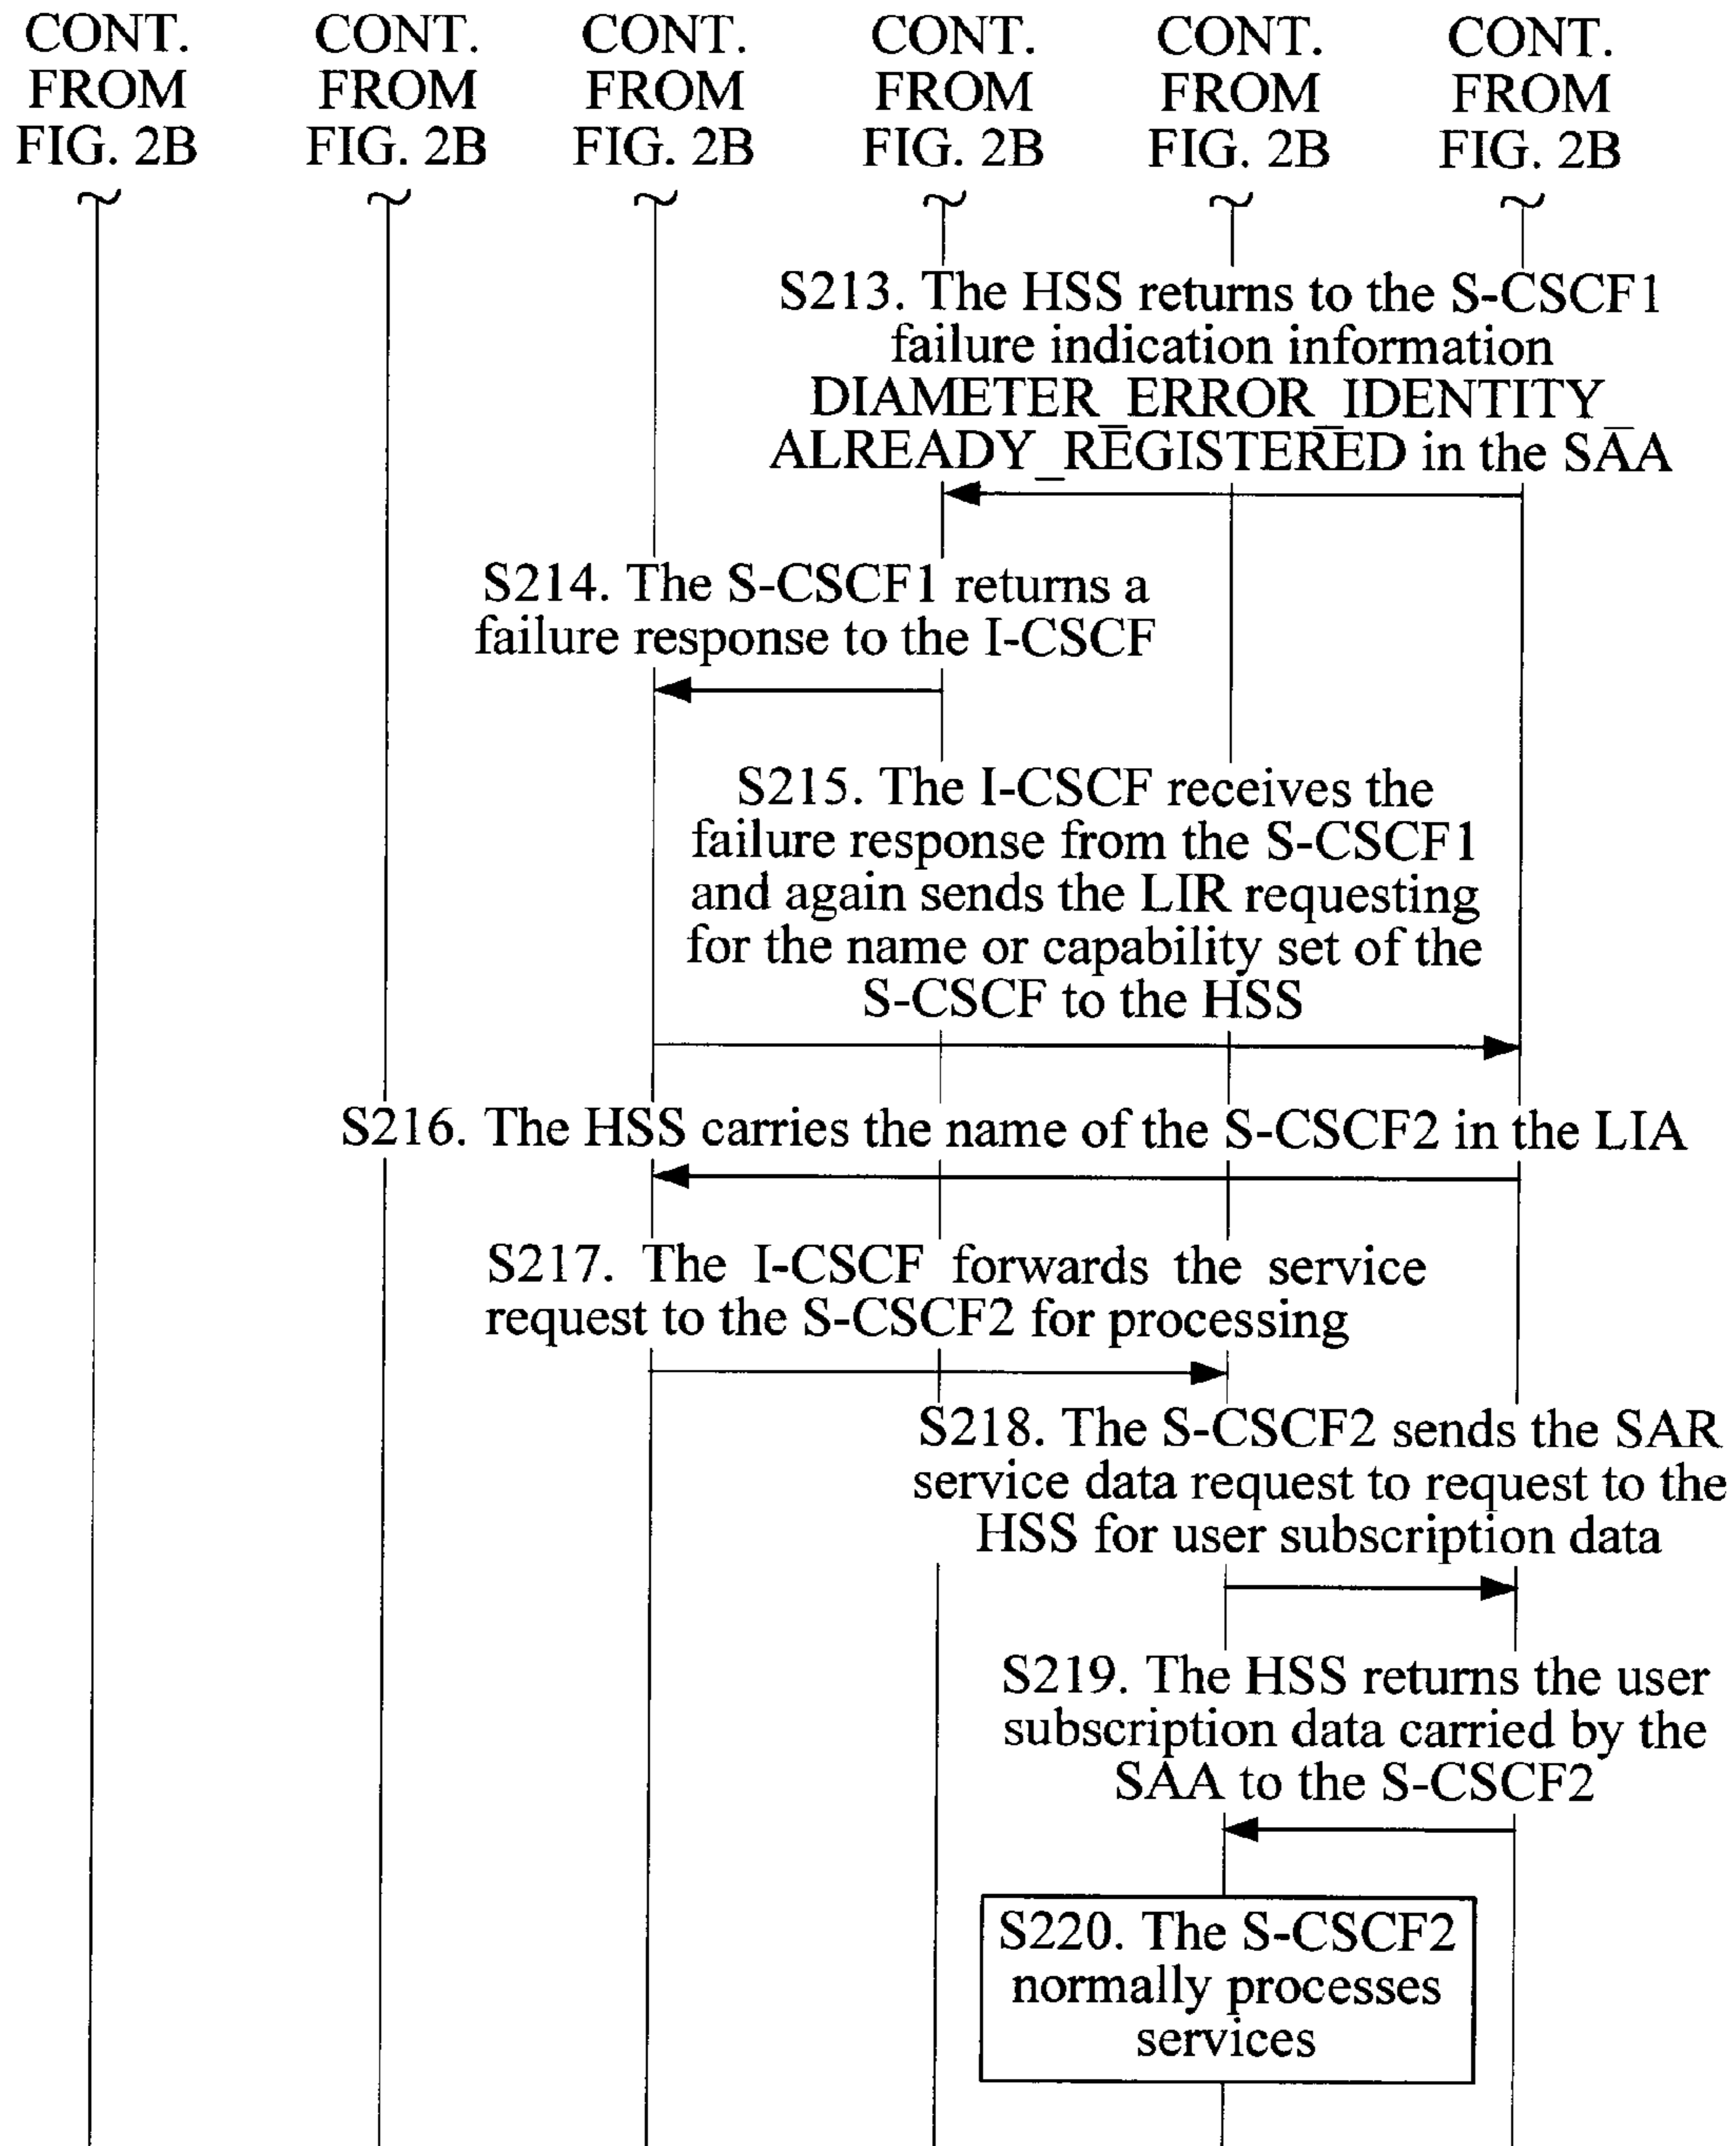 CONT. CONT. CONT. CONT. CONT. CONT.
FROM FROM FROM FROM FROM FROM
FIG. 2B FIG. 2B FIG. 2B FIG. 2B FIG. 2B FIG. 2B
S213. The HSS returns to the S-CSCF1
failure indication information
DIAMETER_ERROR_IDENTITY_
ALREADY_REGISTERED in the SAA
S214. The S-CSCF1 returns a
failure response to the I-CSCF
S215. The I-CSCF receives the
failure response from the S-CSCF1
and again sends the LIR requesting
for the name or capability set of the
S-CSCF to the HSS
S216. The HSS carries the name of the S-CSCF2 in the LIA
S217. The I-CSCF forwards the service
request to the S-CSCF2 for processing
S218. The S-CSCF2 sends the SAR
service data request to request to the
HSS for user subscription data
S219. The HSS returns the user
subscription data carried by the
SAA to the S-CSCF2
S220. The S-CSCF2
normally processes
services